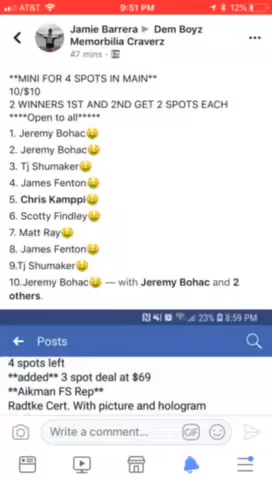 AT&T 9:51 PM 12%
Jamie Barrera ▶ Dem Boyz
Memorbilia Craverz
47 mins ·
**MINI FOR 4 SPOTS IN MAIN**
10/$10
2 WINNERS 1ST AND 2ND GET 2 SPOTS EACH
****Open to all*****
1. Jeremy Bohac🤑
2. Jeremy Bohac🤑
3. Tj Shumaker🤑
4. James Fenton🤑
5. Chris Kamppi🤑
6. Scotty Findley🤑
7. Matt Ray🤑
8. James Fenton🤑
9.Tj Shumaker🤑
10.Jeremy Bohac🤑 — with Jeremy Bohac and 2
others.
23% 8:59 PM
Posts
4 spots left
**added** 3 spot deal at $69
**Aikman FS Rep**
Radtke Cert. With picture and hologram
Write a comment... GIF